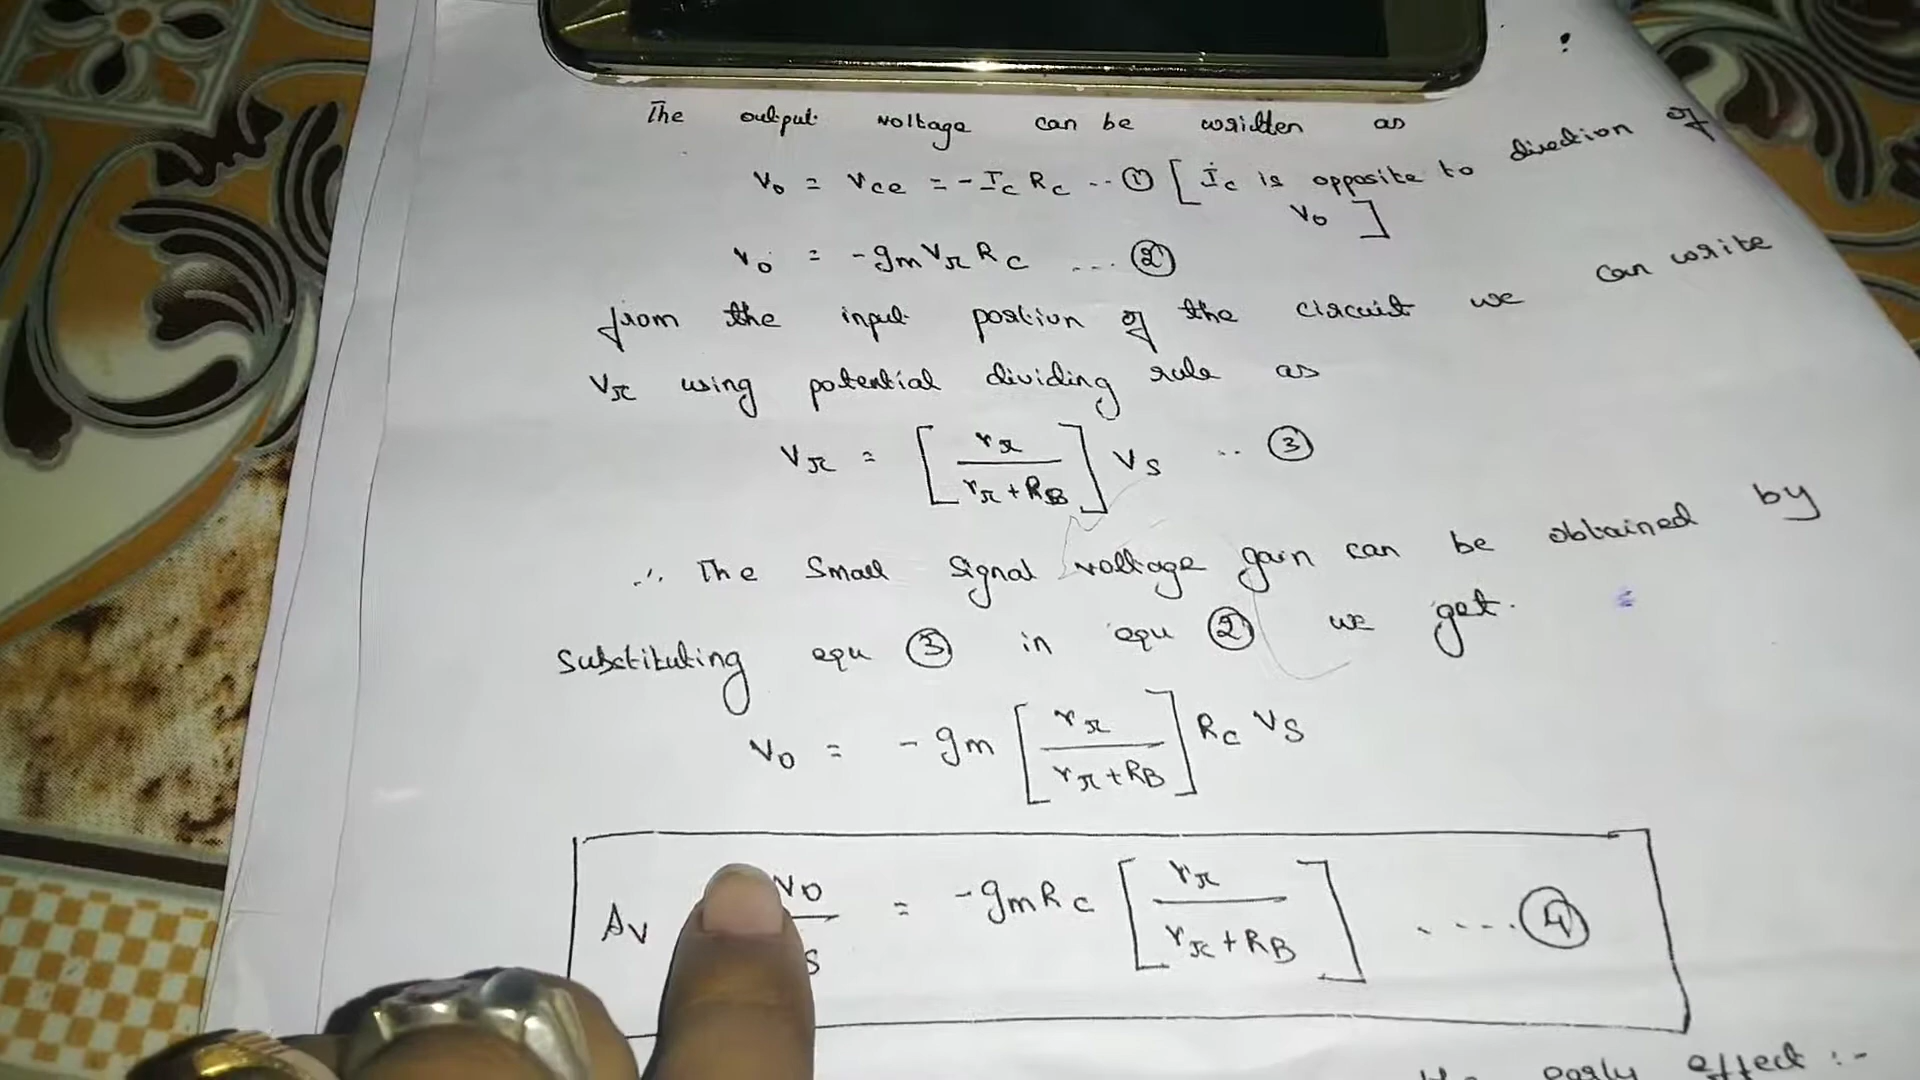 The output voltage can be written as
V₀ = Vce = -Ic Rc -- ① [ Ic is opposite to direction of
V₀ ]
V₀ = -gm Vπ Rc ... ②
from the input portion of the circuit we can write
Vπ using potential dividing rule as
Vπ = [ rπ / rπ + RB ] Vs .. ③
∴ The Small Signal voltage gain can be obtained by
substituting equ ③ in equ ② we get.
V₀ = - gm [ rπ / rπ + RB ] Rc Vs
Av V₀ / s = -gm Rc [ rπ / rπ + RB ] ..... ④
early effect :-